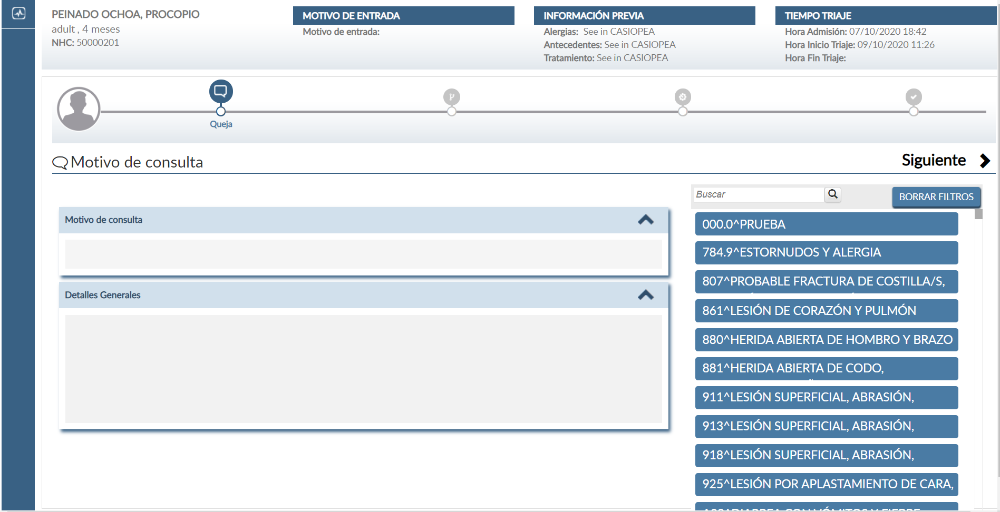 PEINADO OCHOA, PROCOPIO
adult , 4 meses
NHC: 50000201
MOTIVO DE ENTRADA
Motivo de entrada:
INFORMACIÓN PREVIA
Alergias: See in CASIOPEA
Antecedentes: See in CASIOPEA
Tratamiento: See in CASIOPEA
TIEMPO TRIAJE
Hora Admisión: 07/10/2020 18:42
Hora Inicio Triaje: 09/10/2020 11:26
Hora Fin Triaje:
Queja
Motivo de consulta
Siguiente
Motivo de consulta
Detalles Generales
Buscar
BORRAR FILTROS
000.0^PRUEBA
784.9^ESTORNUDOS Y ALERGIA
807^PROBABLE FRACTURA DE COSTILLA/S,
861^LESIÓN DE CORAZÓN Y PULMÓN
880^HERIDA ABIERTA DE HOMBRO Y BRAZO
881^HERIDA ABIERTA DE CODO,
911^LESIÓN SUPERFICIAL, ABRASIÓN,
913^LESIÓN SUPERFICIAL, ABRASIÓN,
918^LESIÓN SUPERFICIAL, ABRASIÓN,
925^LESIÓN POR APLASTAMIENTO DE CARA,
CON VÓMITOS Y FIEBRE